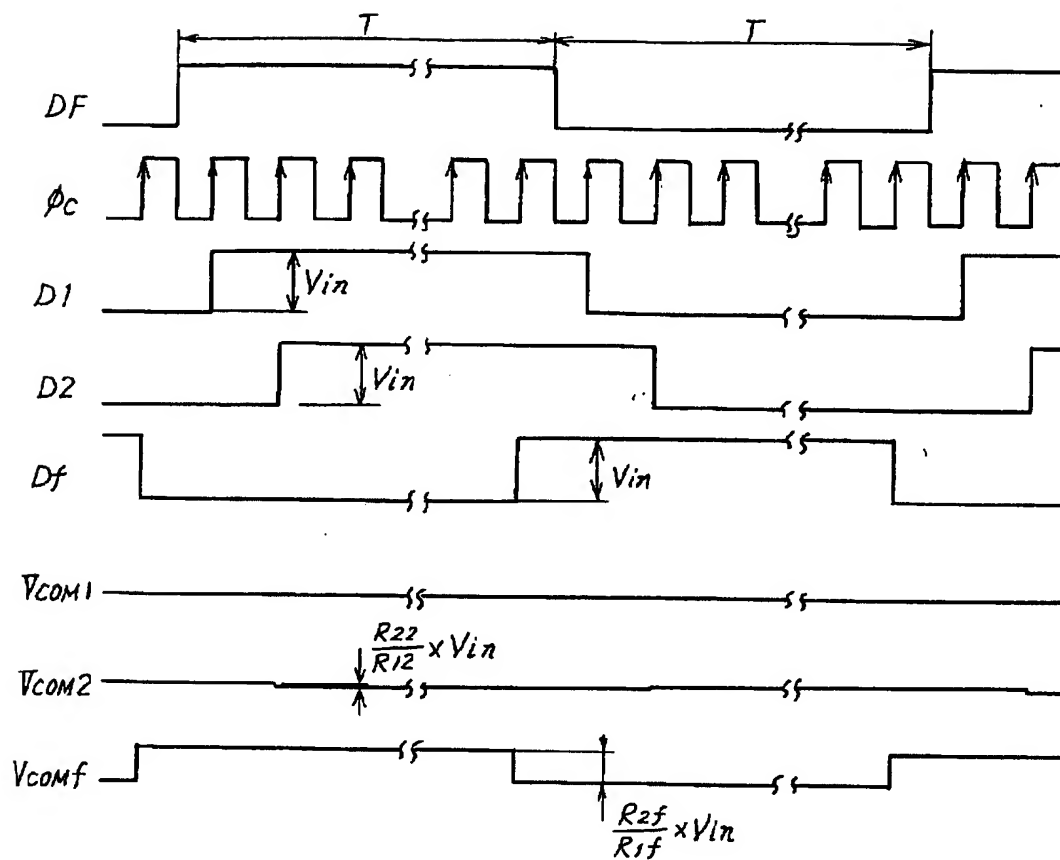 T T
DF
φc
D1 Vin
D2 Vin
Df Vin
VCOM1
R22/R12 × Vin
VCOM2
VCOMf
R2f/R1f × Vin